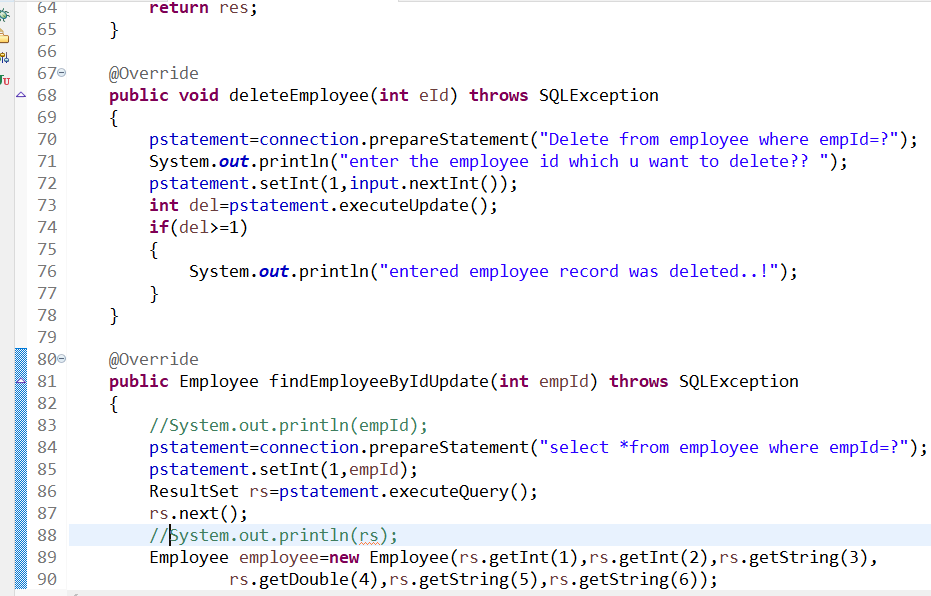 64 return res;
65 }
66
67 @Override
68 public void deleteEmployee(int eId) throws SQLException
69 {
70 pstatement=connection.prepareStatement("Delete from employee where empId=?");
71 System.out.println("enter the employee id which u want to delete?? ");
72 pstatement.setInt(1,input.nextInt());
73 int del=pstatement.executeUpdate();
74 if(del>=1)
75 {
76 System.out.println("entered employee record was deleted..!");
77 }
78 }
79
80 @Override
81 public Employee findEmployeeByIdUpdate(int empId) throws SQLException
82 {
83 //System.out.println(empId);
84 pstatement=connection.prepareStatement("select *from employee where empId=?");
85 pstatement.setInt(1,empId);
86 ResultSet rs=pstatement.executeQuery();
87 rs.next();
88 //System.out.println(rs);
89 Employee employee=new Employee(rs.getInt(1),rs.getInt(2),rs.getString(3),
90 rs.getDouble(4),rs.getString(5),rs.getString(6));